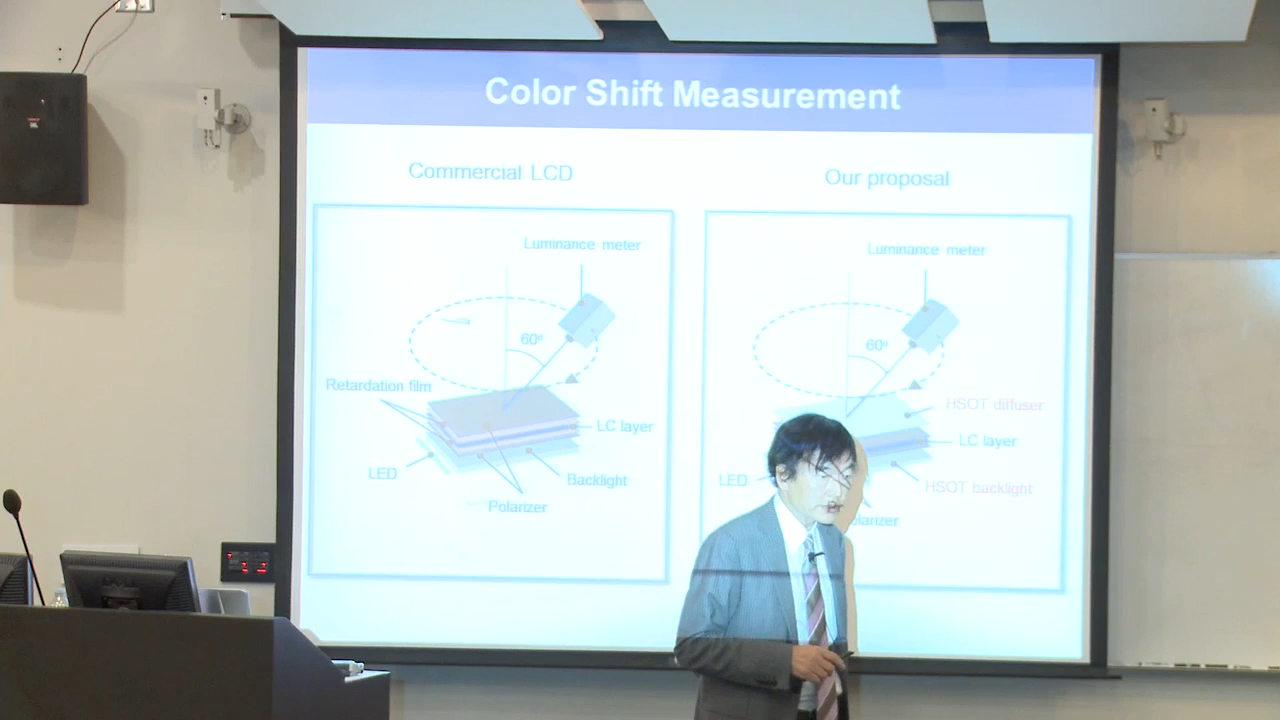 Color Shift Measurement
Commercial LCD
Our proposal
Luminance meter
60°
Retardation film
LC layer
LED
Backlight
Polarizer
Luminance meter
60°
HSOT diffuser
LC layer
LED
HSOT backlight
olarizer
JBL